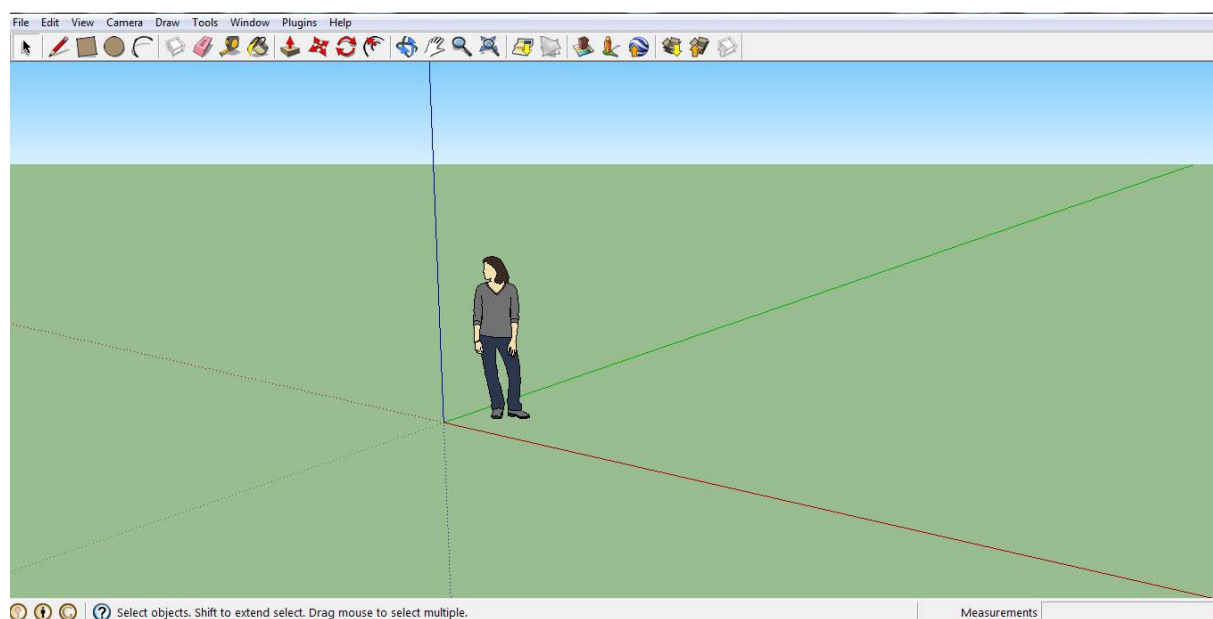 File Edit View Camera Draw Tools Window Plugins Help
Select objects. Shift to extend select. Drag mouse to select multiple.
Measurements